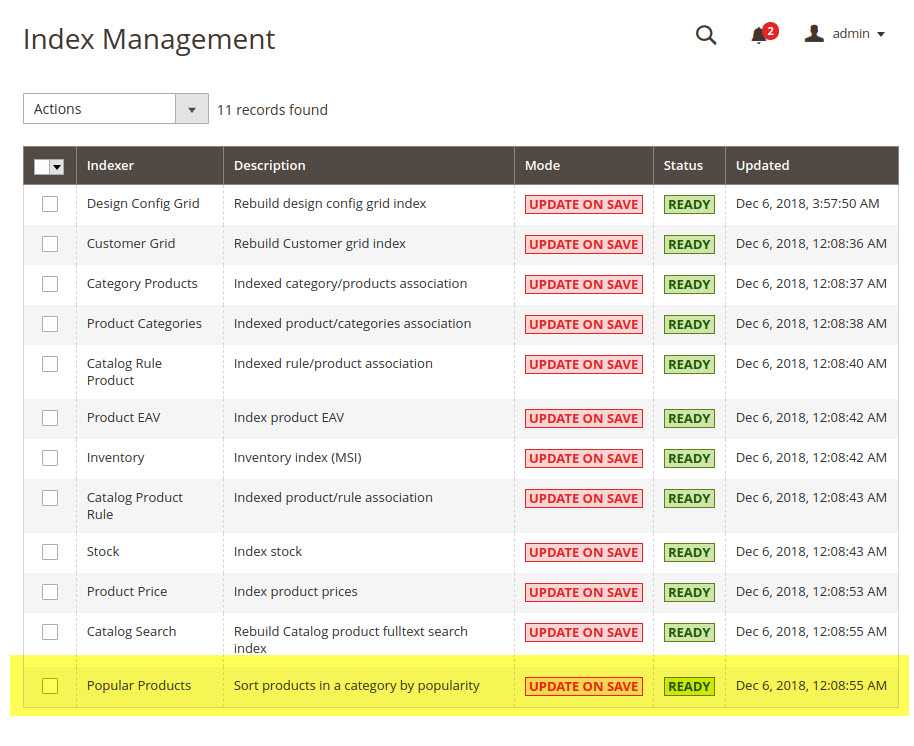 Index Management
2
admin
Actions
11 records found
Indexer Description Mode Status Updated
Design Config Grid Rebuild design config grid index UPDATE ON SAVE READY Dec 6, 2018, 3:57:50 AM
Customer Grid Rebuild Customer grid index UPDATE ON SAVE READY Dec 6, 2018, 12:08:36 AM
Category Products Indexed category/products association UPDATE ON SAVE READY Dec 6, 2018, 12:08:37 AM
Product Categories Indexed product/categories association UPDATE ON SAVE READY Dec 6, 2018, 12:08:38 AM
Catalog Rule Indexed rule/product association UPDATE ON SAVE READY Dec 6, 2018, 12:08:40 AM
Product
Product EAV Index product EAV UPDATE ON SAVE READY Dec 6, 2018, 12:08:42 AM
Inventory Inventory index (MSI) UPDATE ON SAVE READY Dec 6, 2018, 12:08:42 AM
Catalog Product Indexed product/rule association UPDATE ON SAVE READY Dec 6, 2018, 12:08:43 AM
Rule
Stock Index stock UPDATE ON SAVE READY Dec 6, 2018, 12:08:43 AM
Product Price Index product prices UPDATE ON SAVE READY Dec 6, 2018, 12:08:53 AM
Catalog Search Rebuild Catalog product fulltext search UPDATE ON SAVE READY Dec 6, 2018, 12:08:55 AM
index
Popular Products Sort products in a category by popularity UPDATE ON SAVE READY Dec 6, 2018, 12:08:55 AM